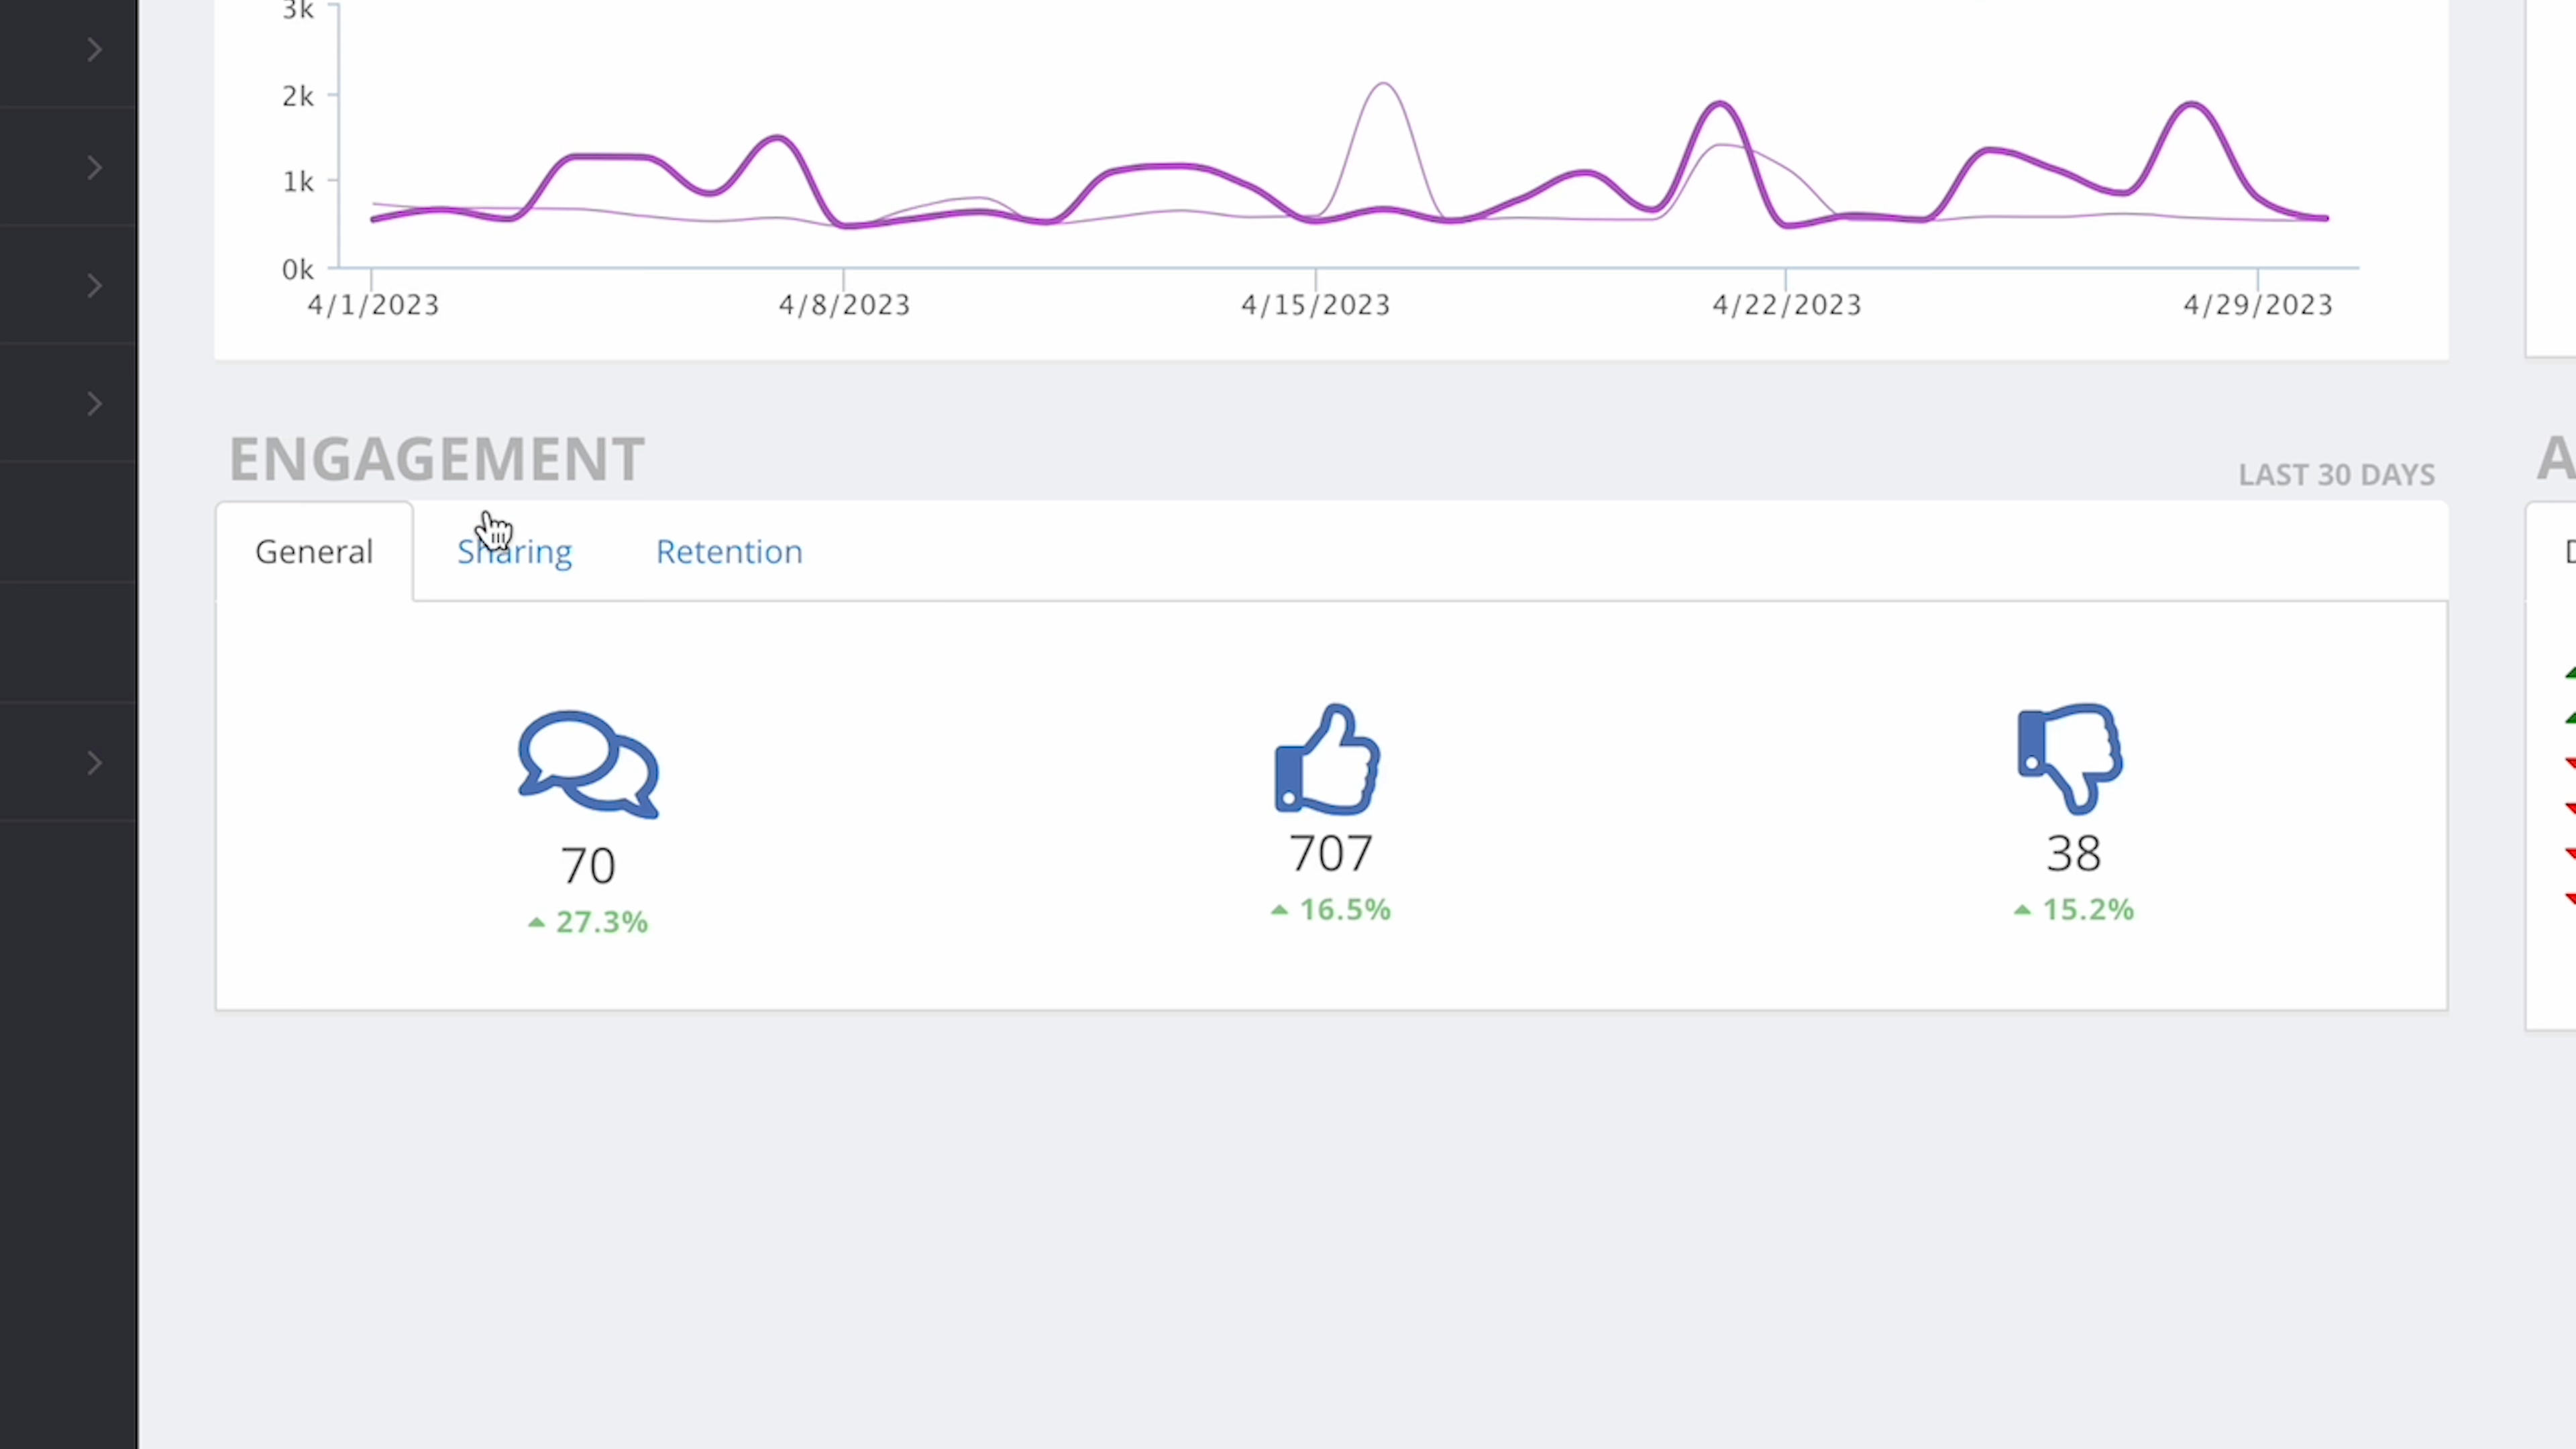 3k
2k
1k
0k
4/1/2023 4/8/2023 4/15/2023 4/22/2023 4/29/2023
ENGAGEMENT
LAST 30 DAYS
General Sharing Retention
70 707 38
27.3% 16.5% 15.2%